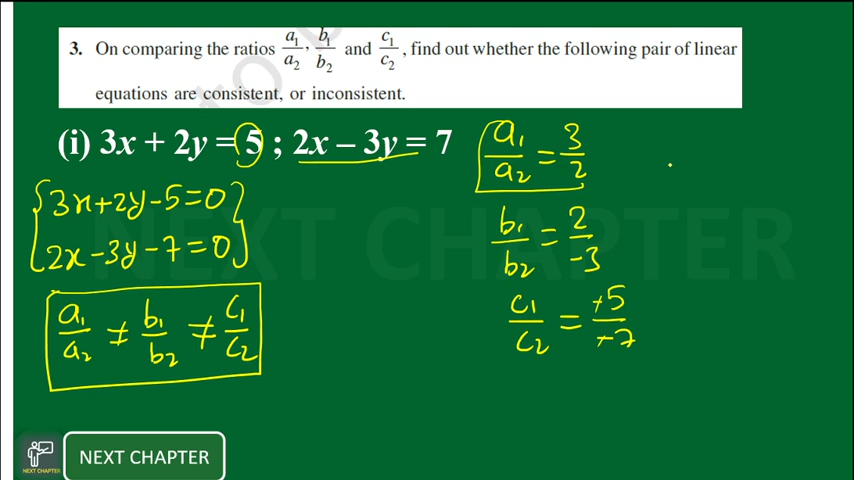 3. On comparing the ratios a₁/a₂, b₁/b₂ and c₁/c₂, find out whether the following pair of linear
equations are consistent, or inconsistent.
(i) 3x + 2y = 5 ; 2x – 3y = 7
3x+2y-5=0
2x-3y-7=0
a₁/a₂ ≠ b₁/b₂ ≠ c₁/c₂
a₁/a₂ = 3/2
b₁/b₂ = 2/-3
c₁/c₂ = +5/+7
NEXT CHAPTER
NEXT CHAPTER
NEXT CHAPTER